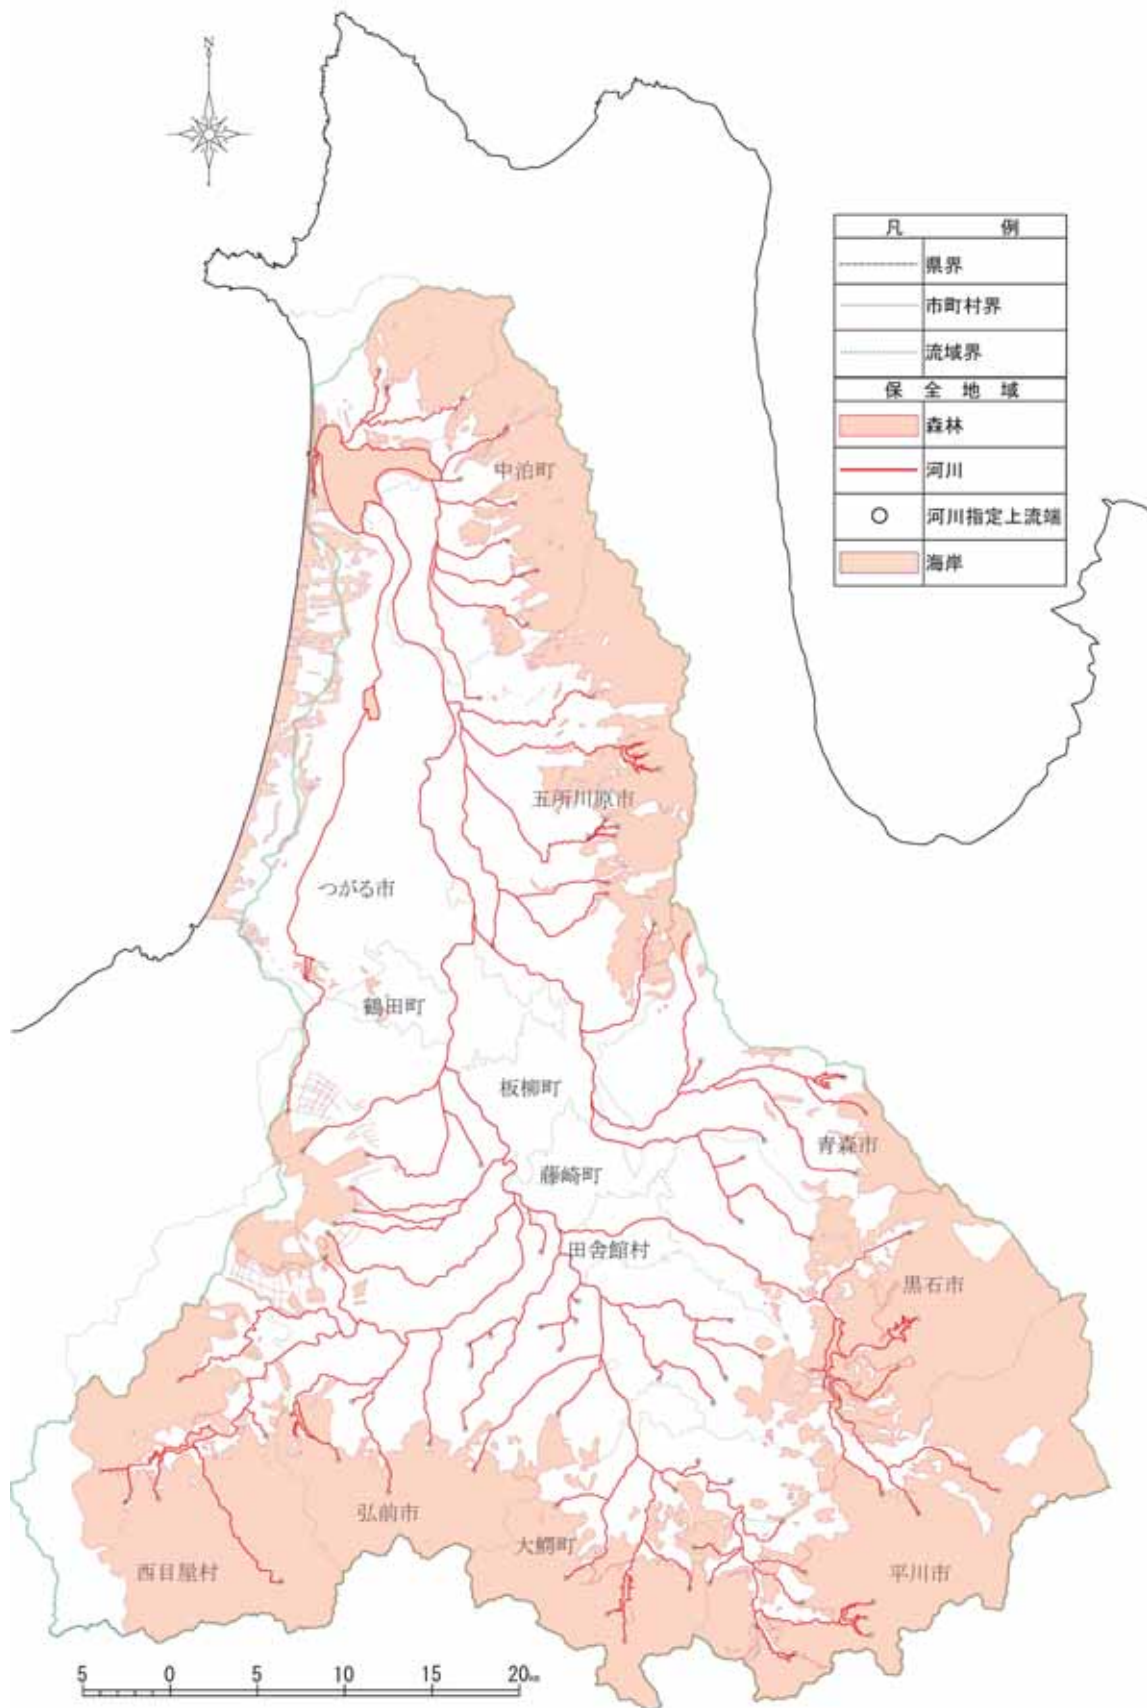 N
凡 例
県界
市町村界
流域界
保 全 地 域
森林
河川
河川指定上流端
海岸
中泊町
五所川原市
つがる市
鶴田町
板柳町
青森市
藤崎町
田舎館村
黒石市
弘前市
大鰐町
西目屋村
平川市
5 0 5 10 15 20km